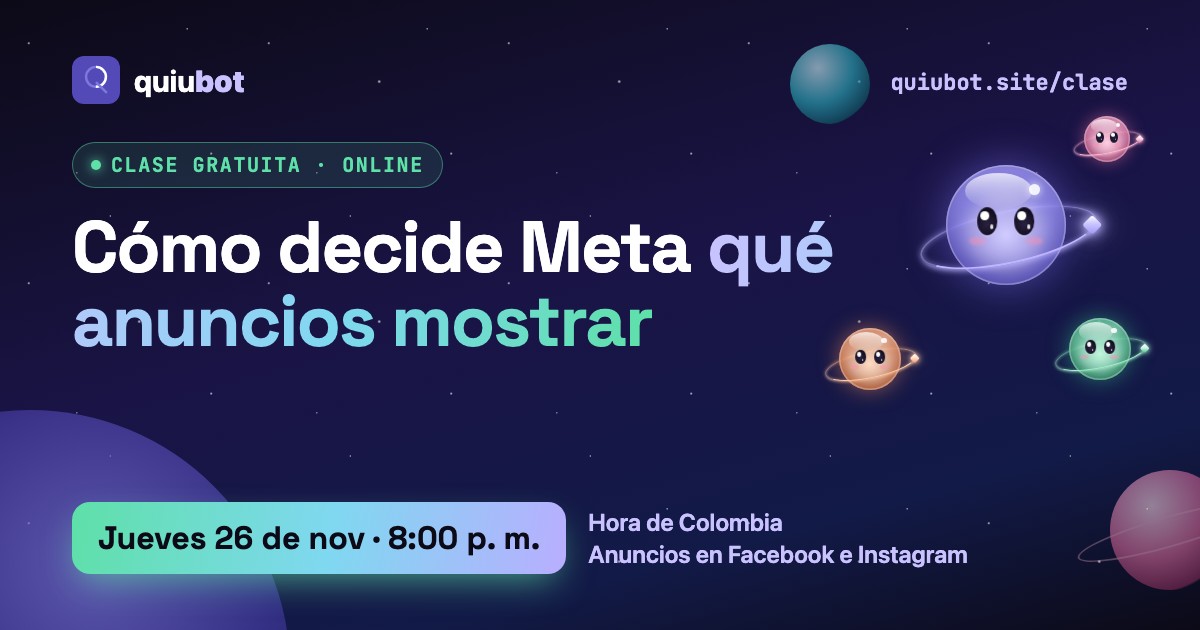 quiubot
quiubot.site/clase
CLASE GRATUITA · ONLINE
Cómo decide Meta qué
anuncios mostrar
Jueves 26 de nov · 8:00 p. m.
Hora de Colombia
Anuncios en Facebook e Instagram